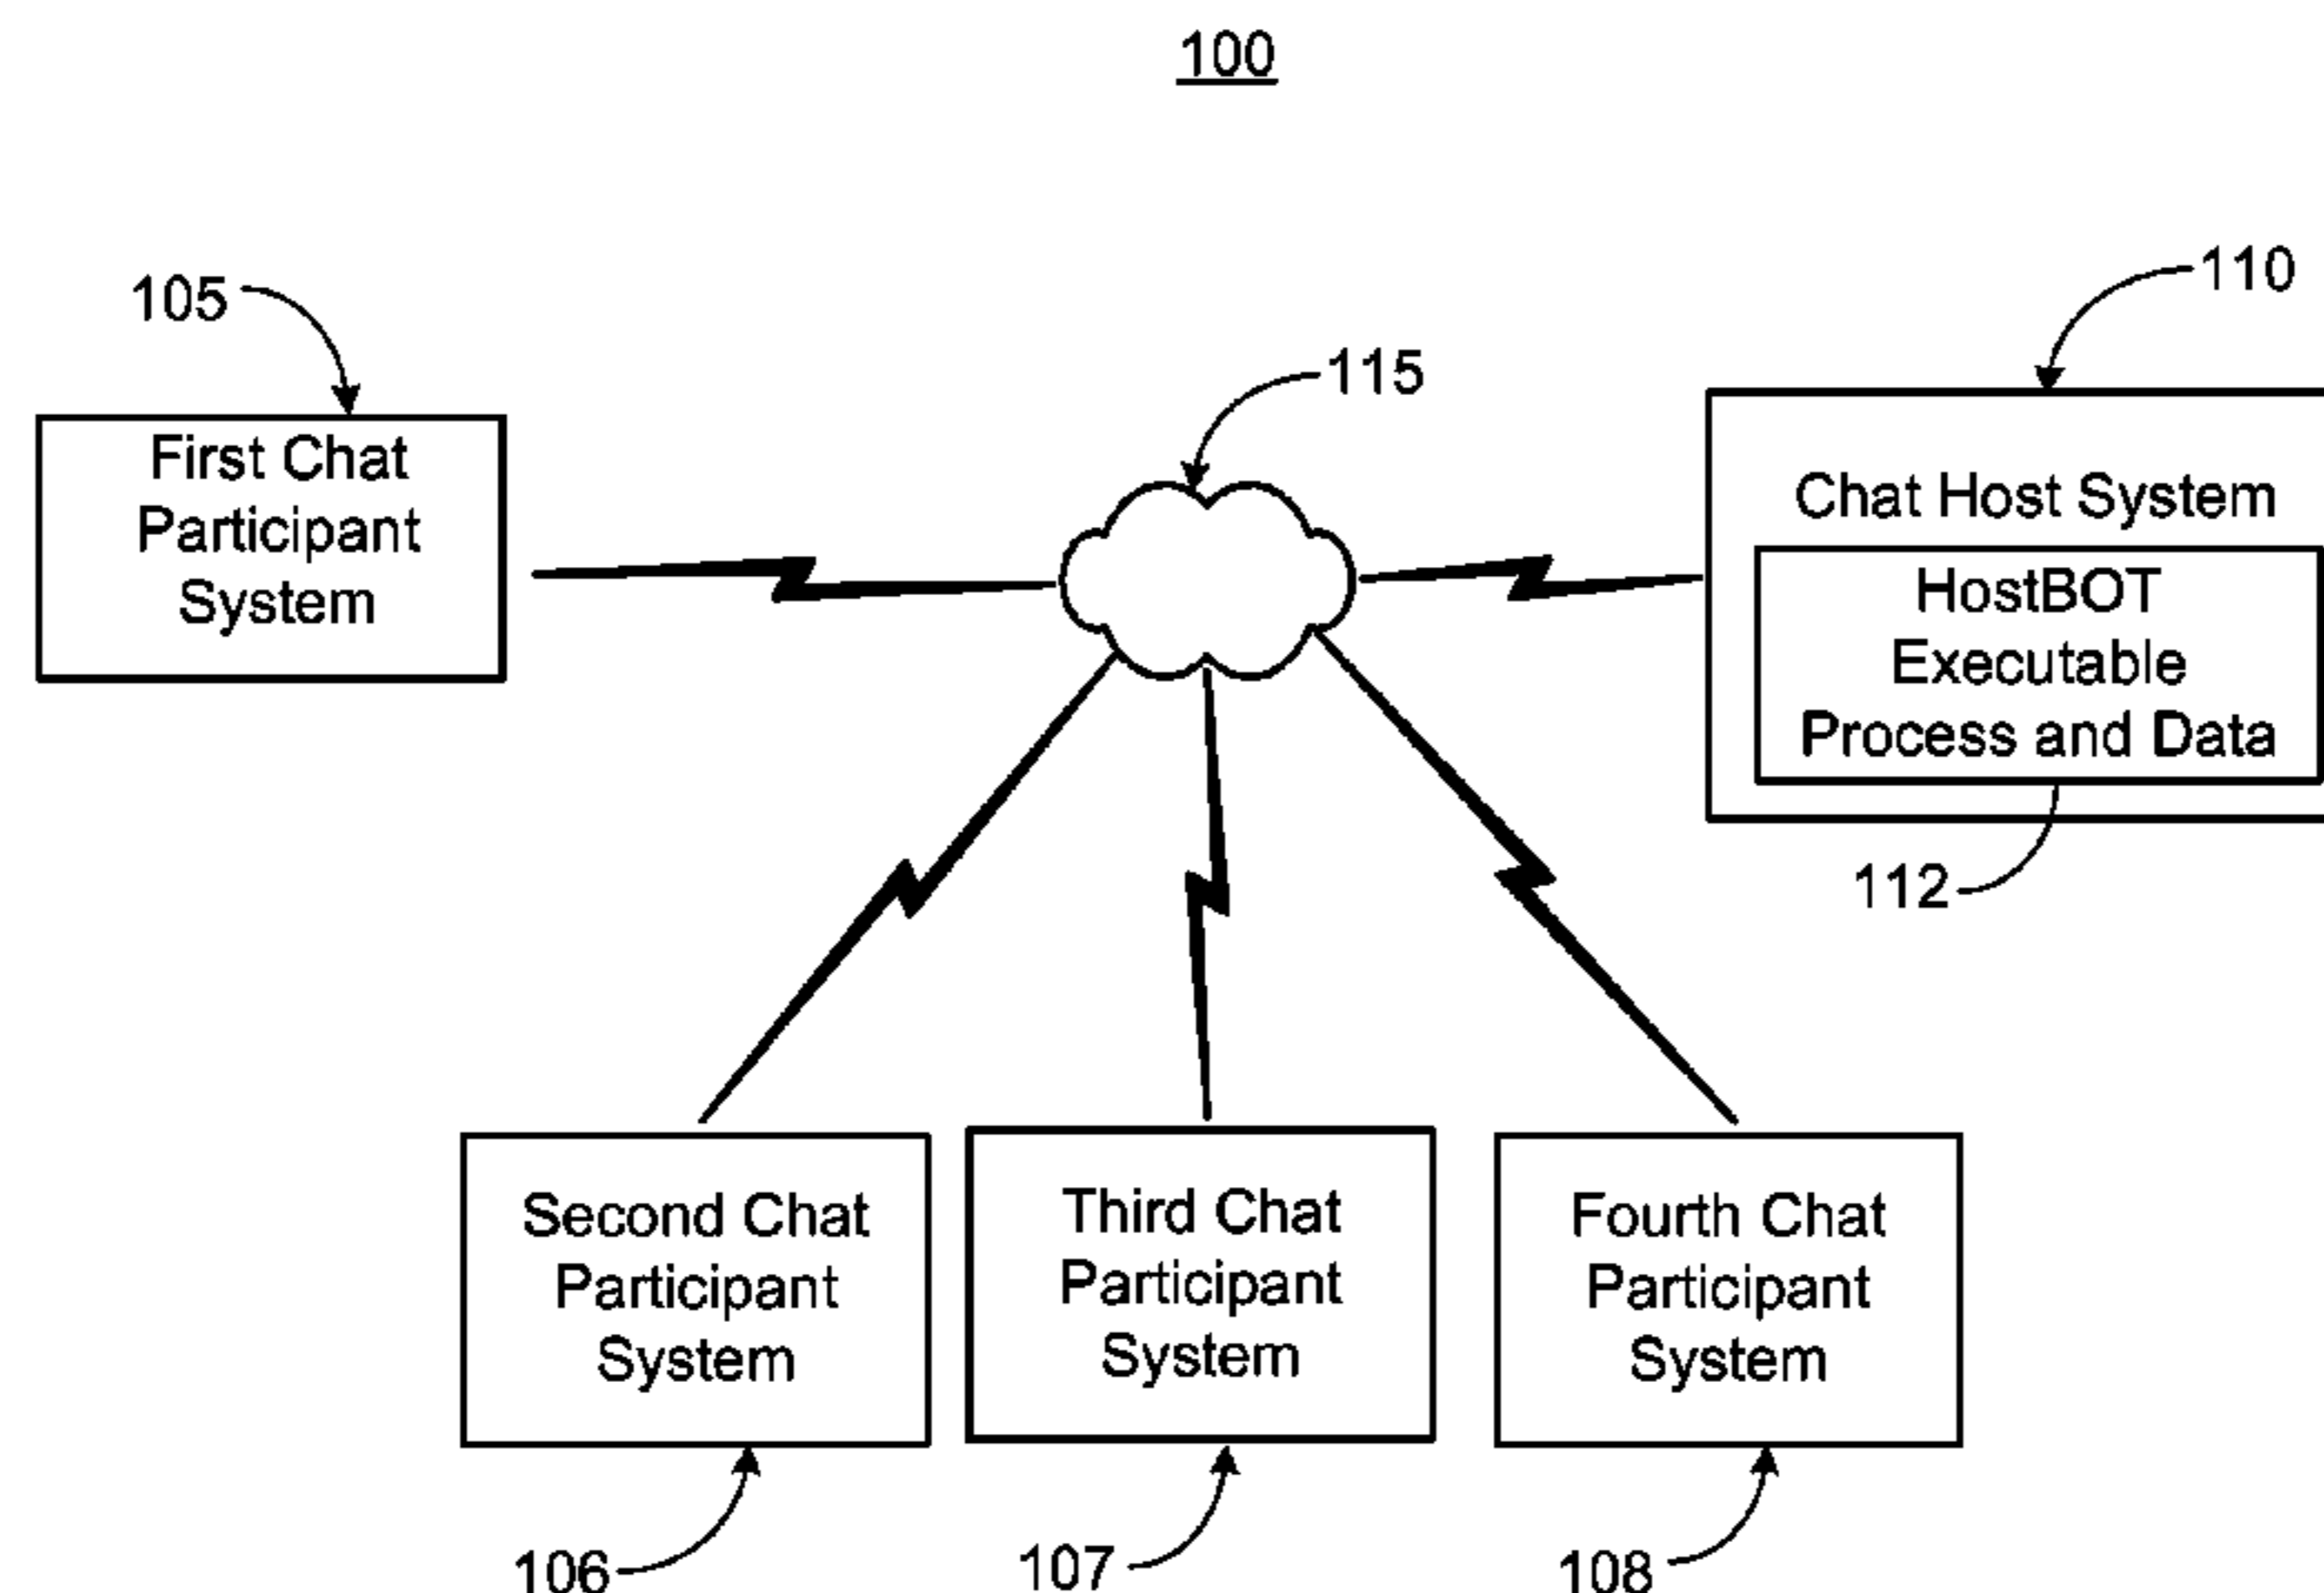 100
105
110
115
First Chat
Participant
System
Chat Host System
HostBOT
Executable
Process and Data
112
Second Chat
Participant
System
Third Chat
Participant
System
Fourth Chat
Participant
System
106
107
108